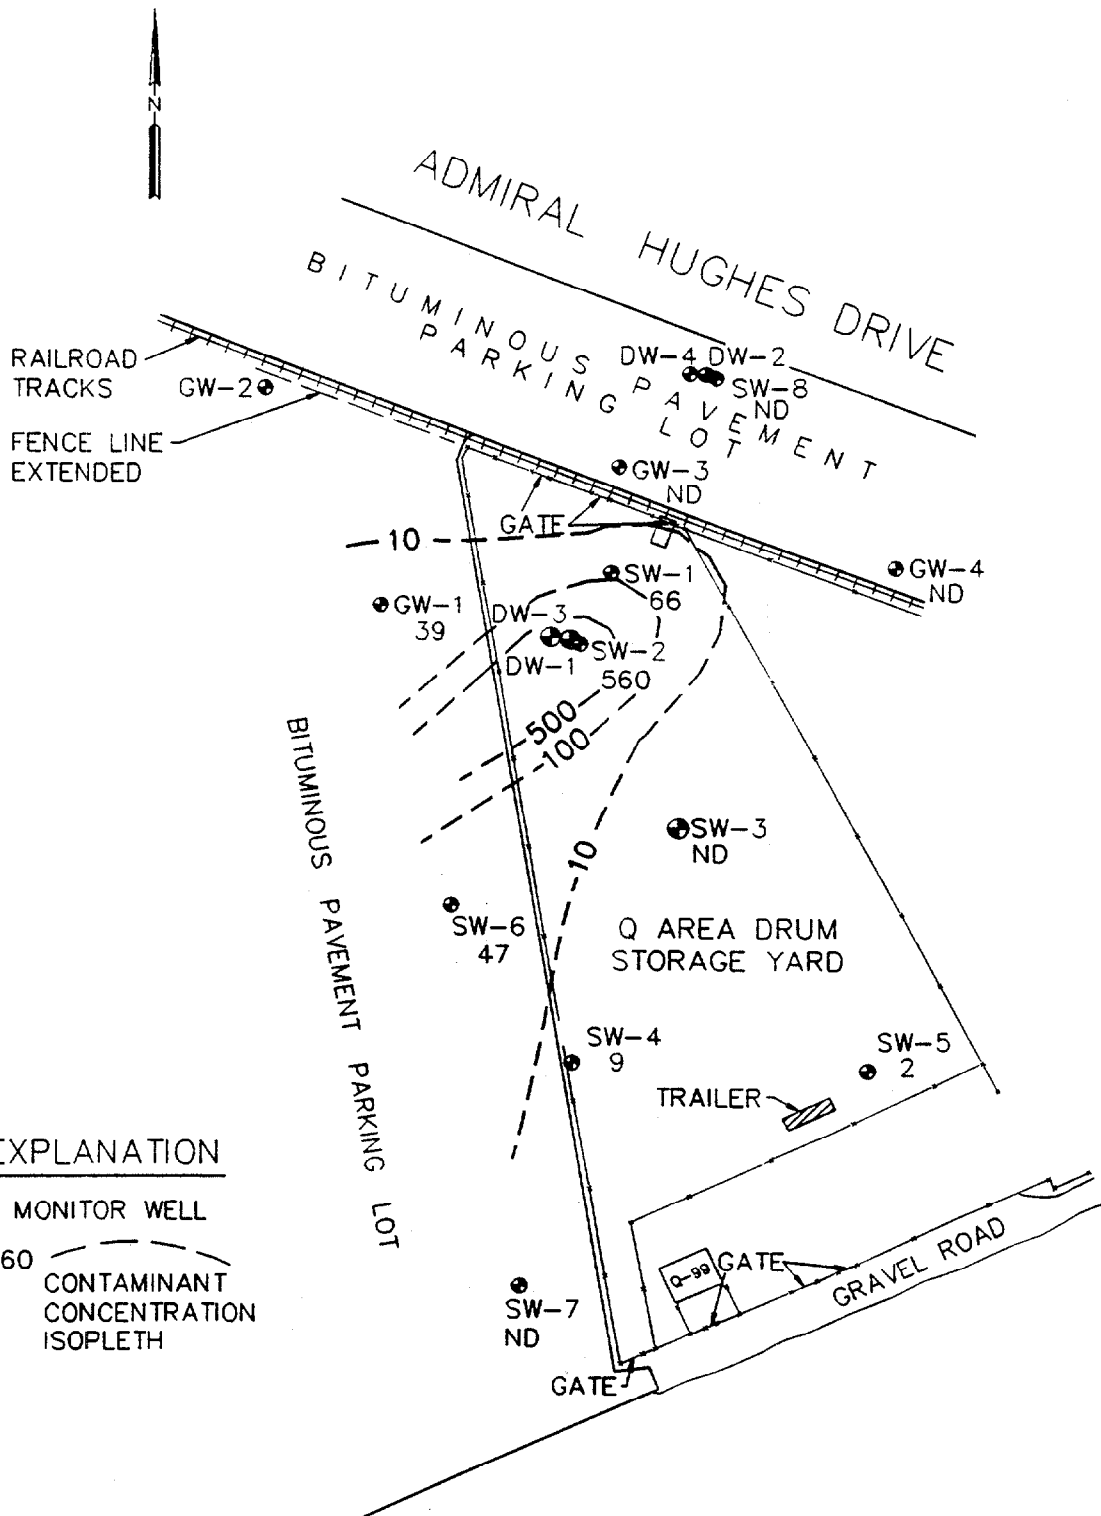 N
ADMIRAL HUGHES DRIVE
BITUMINOUS PAVEMENT
PARKING LOT
RAILROAD
TRACKS
GW-2
FENCE LINE
EXTENDED
DW-4 DW-2
SW-8
ND
GW-3
ND
GATE
10
GW-4
ND
SW-1
66
GW-1
39
DW-3
SW-2
560
DW-1
500
100
BITUMINOUS PAVEMENT PARKING LOT
SW-3
ND
10
SW-6
47
Q AREA DRUM
STORAGE YARD
SW-4
9
SW-5
2
TRAILER
EXPLANATION
MONITOR WELL
60
CONTAMINANT
CONCENTRATION
ISOPLETH
Q-99
GATE
GRAVEL ROAD
SW-7
ND
GATE